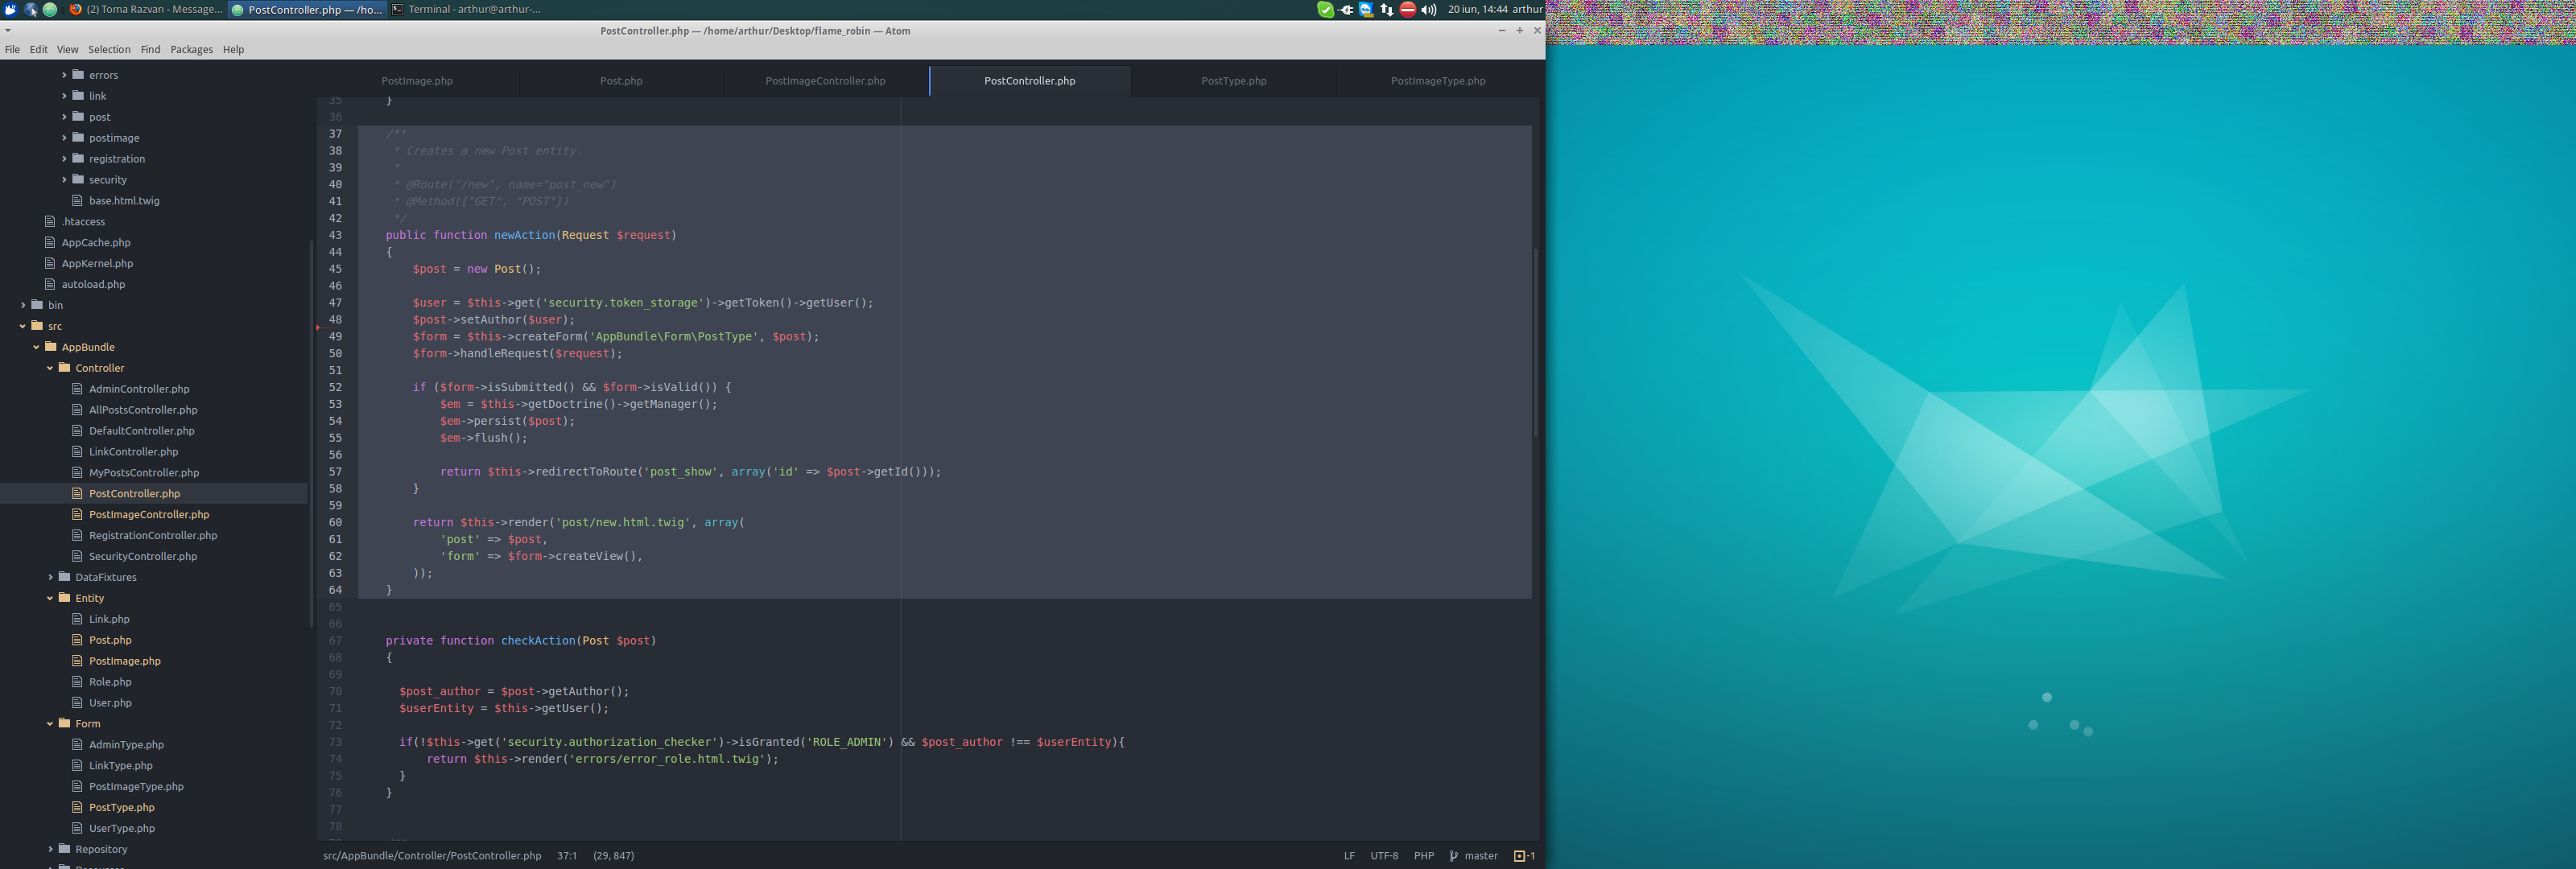 (2) Toma Razvan - Message...
PostController.php — /ho...
Terminal - arthur@arthur-...
20 iun, 14:44 arthur
PostController.php — /home/arthur/Desktop/flame_robin — Atom
File Edit View Selection Find Packages Help
errors
link
post
postimage
registration
security
base.html.twig
.htaccess
AppCache.php
AppKernel.php
autoload.php
bin
src
AppBundle
Controller
AdminController.php
AllPostsController.php
DefaultController.php
LinkController.php
MyPostsController.php
PostController.php
PostImageController.php
RegistrationController.php
SecurityController.php
DataFixtures
Entity
Link.php
Post.php
PostImage.php
Role.php
User.php
Form
AdminType.php
LinkType.php
PostImageType.php
PostType.php
UserType.php
Repository
Resources
PostImage.php Post.php PostImageController.php PostController.php PostType.php PostImageType.php
35     }
36
37     /**
38      * Creates a new Post entity.
39      *
40      * @Route("/new", name="post_new")
41      * @Method({"GET", "POST"})
42      */
43     public function newAction(Request $request)
44     {
45         $post = new Post();
46
47         $user = $this->get('security.token_storage')->getToken()->getUser();
48         $post->setAuthor($user);
49         $form = $this->createForm('AppBundle\Form\PostType', $post);
50         $form->handleRequest($request);
51
52         if ($form->isSubmitted() && $form->isValid()) {
53             $em = $this->getDoctrine()->getManager();
54             $em->persist($post);
55             $em->flush();
56
57             return $this->redirectToRoute('post_show', array('id' => $post->getId()));
58         }
59
60         return $this->render('post/new.html.twig', array(
61             'post' => $post,
62             'form' => $form->createView(),
63         ));
64     }
65
66
67     private function checkAction(Post $post)
68     {
69
70       $post_author = $post->getAuthor();
71       $userEntity = $this->getUser();
72
73       if(!$this->get('security.authorization_checker')->isGranted('ROLE_ADMIN') && $post_author !== $userEntity){
74           return $this->render('errors/error_role.html.twig');
75       }
76     }
77
78
src/AppBundle/Controller/PostController.php 37:1 (29, 847)
LF UTF-8 PHP master -1